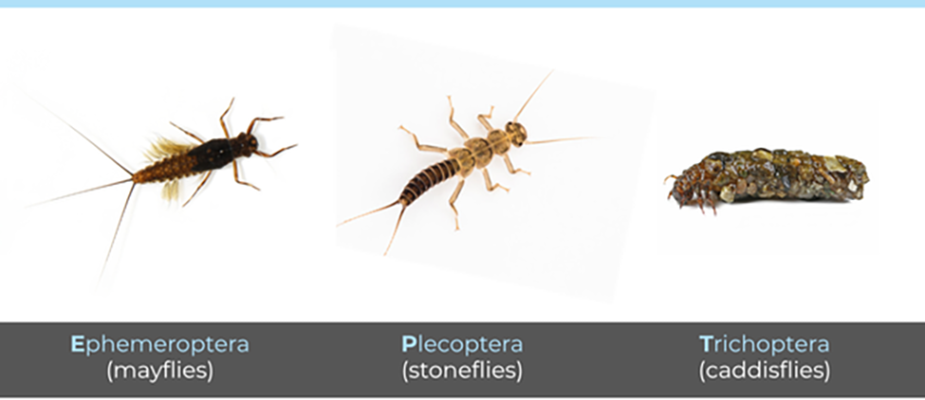 Ephemeroptera
(mayflies)
Plecoptera
(stoneflies)
Trichoptera
(caddisflies)